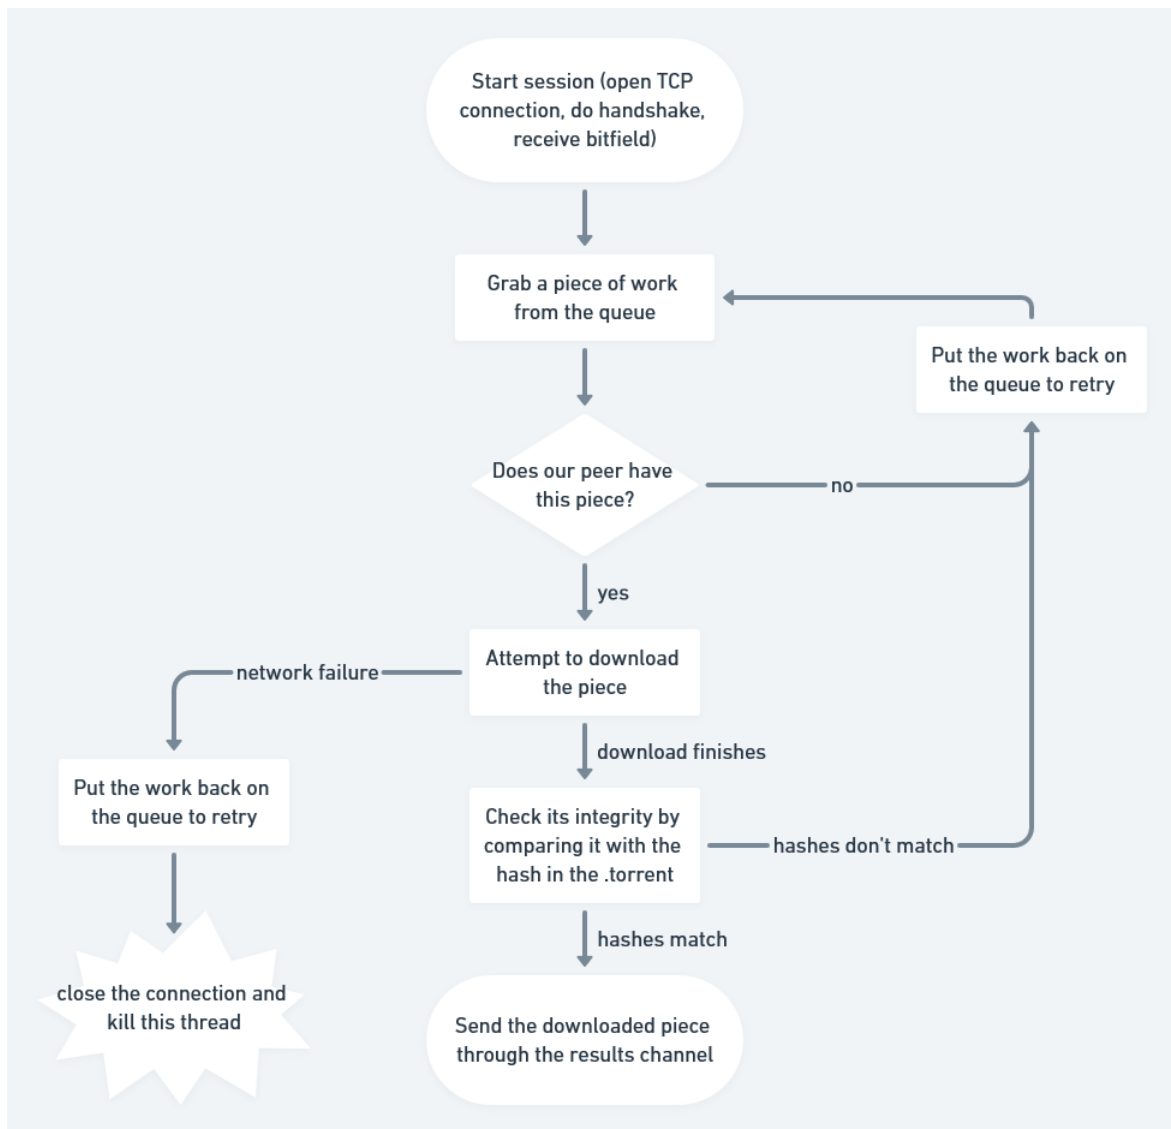 Start session (open TCP
connection, do handshake,
receive bitfield)
Grab a piece of work
from the queue
Put the work back on
the queue to retry
Does our peer have
this piece?
no
yes
Attempt to download
the piece
network failure
download finishes
Put the work back on
the queue to retry
Check its integrity by
comparing it with the
hash in the .torrent
hashes don't match
hashes match
close the connection and
kill this thread
Send the downloaded piece
through the results channel